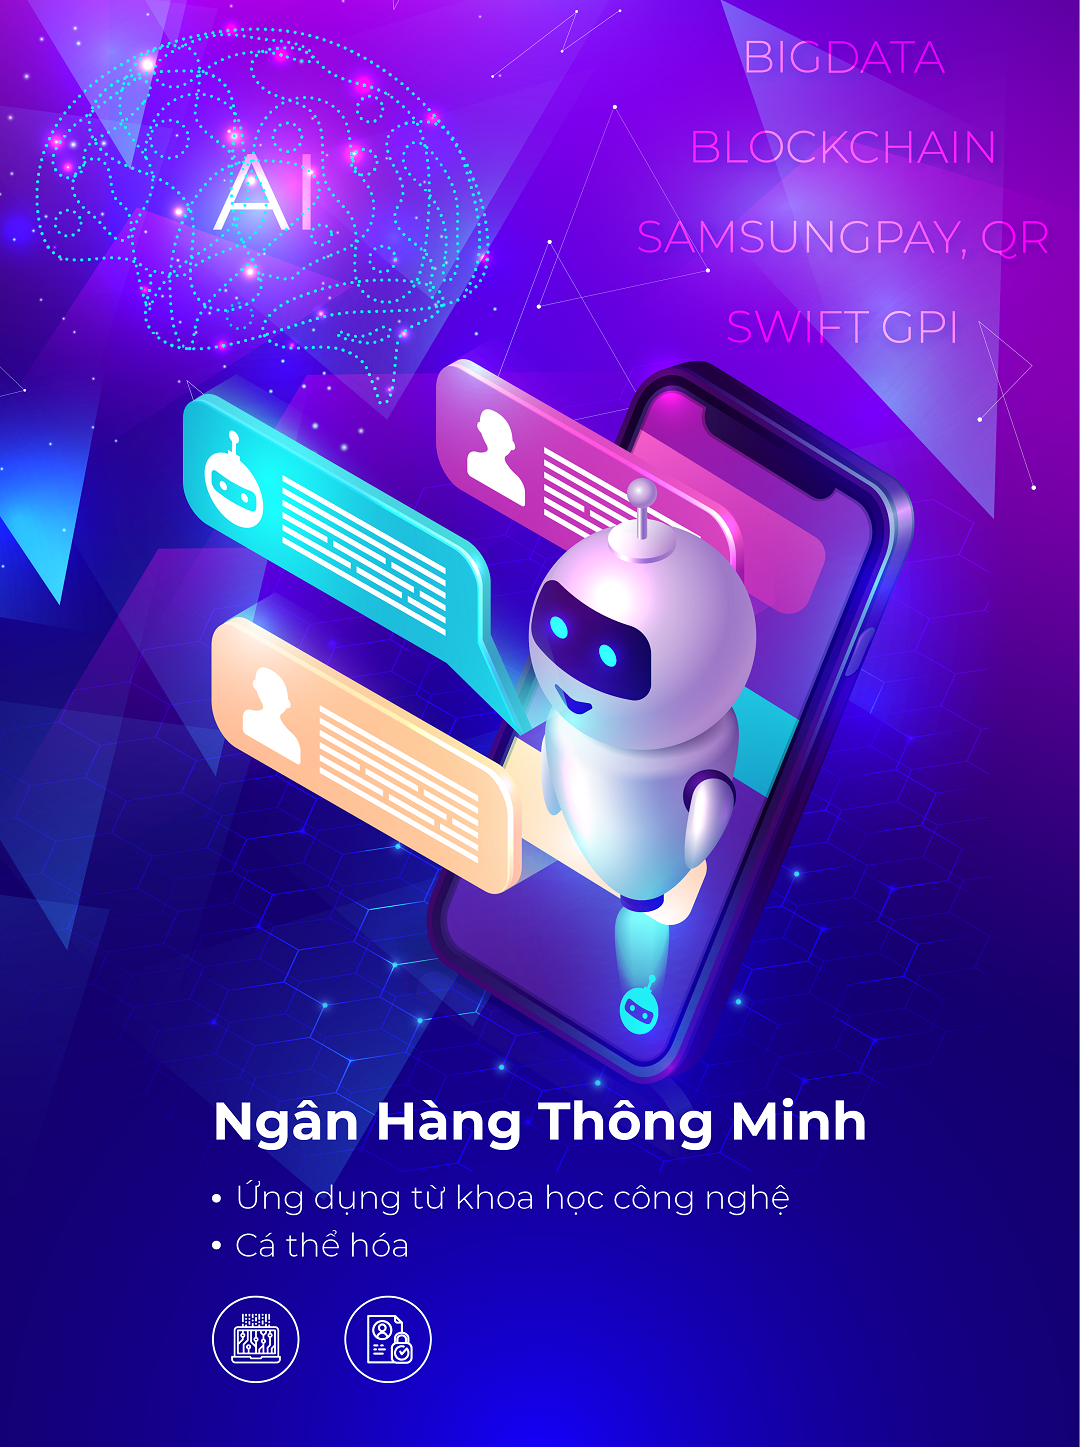 AI
BIGDATA
BLOCKCHAIN
SAMSUNGPAY, QR
SWIFT GPI
Ngân Hàng Thông Minh
• Ứng dụng từ khoa học công nghệ
• Cá thể hóa